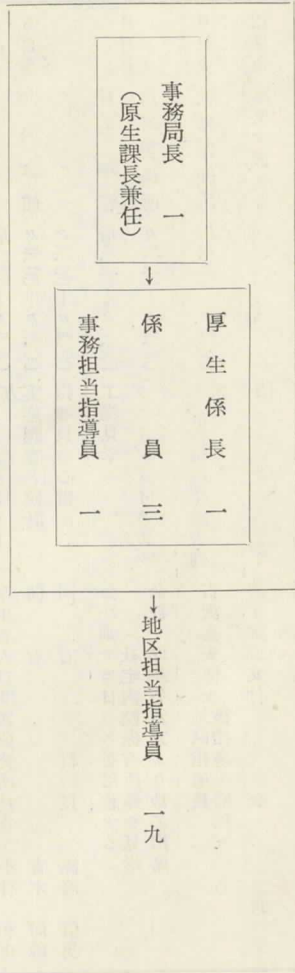 事務局長 一
（原生課長兼任）
↓
厚生係長 一
係員 三
事務担当指導員 一
↓
地区担当指導員 一九